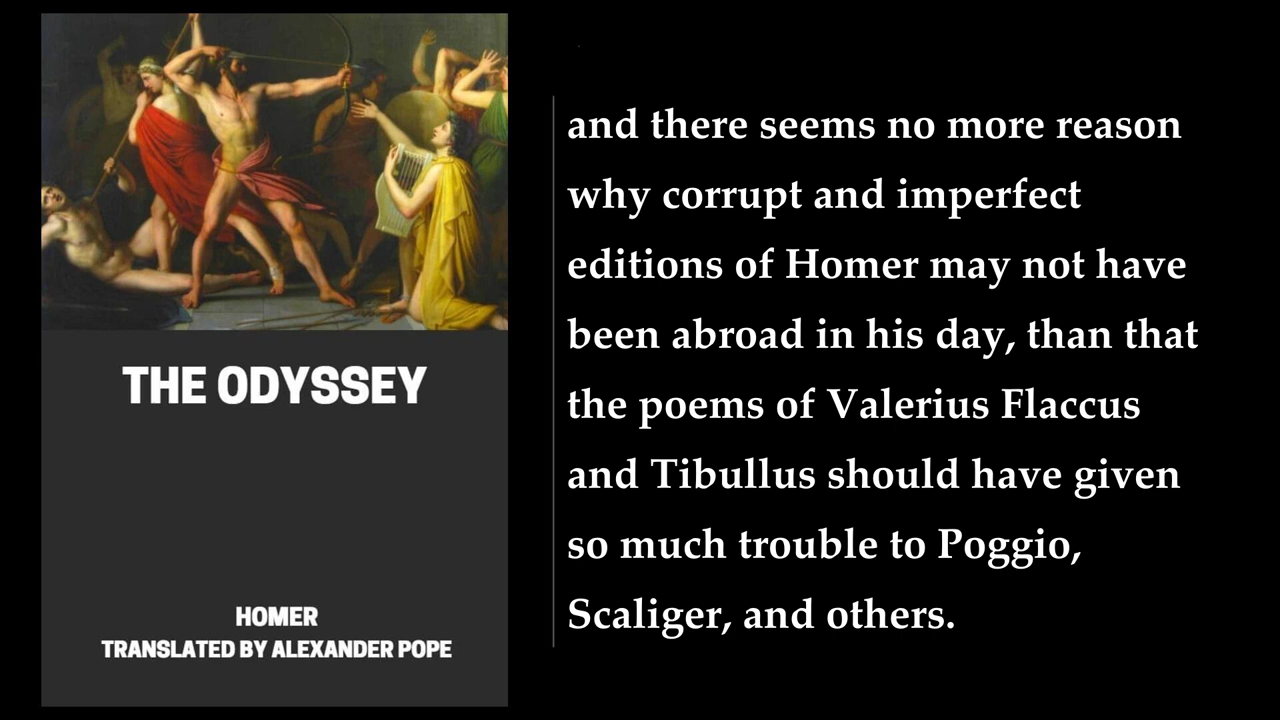 THE ODYSSEY
HOMER
TRANSLATED BY ALEXANDER POPE
and there seems no more reason
why corrupt and imperfect
editions of Homer may not have
been abroad in his day, than that
the poems of Valerius Flaccus
and Tibullus should have given
so much trouble to Poggio,
Scaliger, and others.